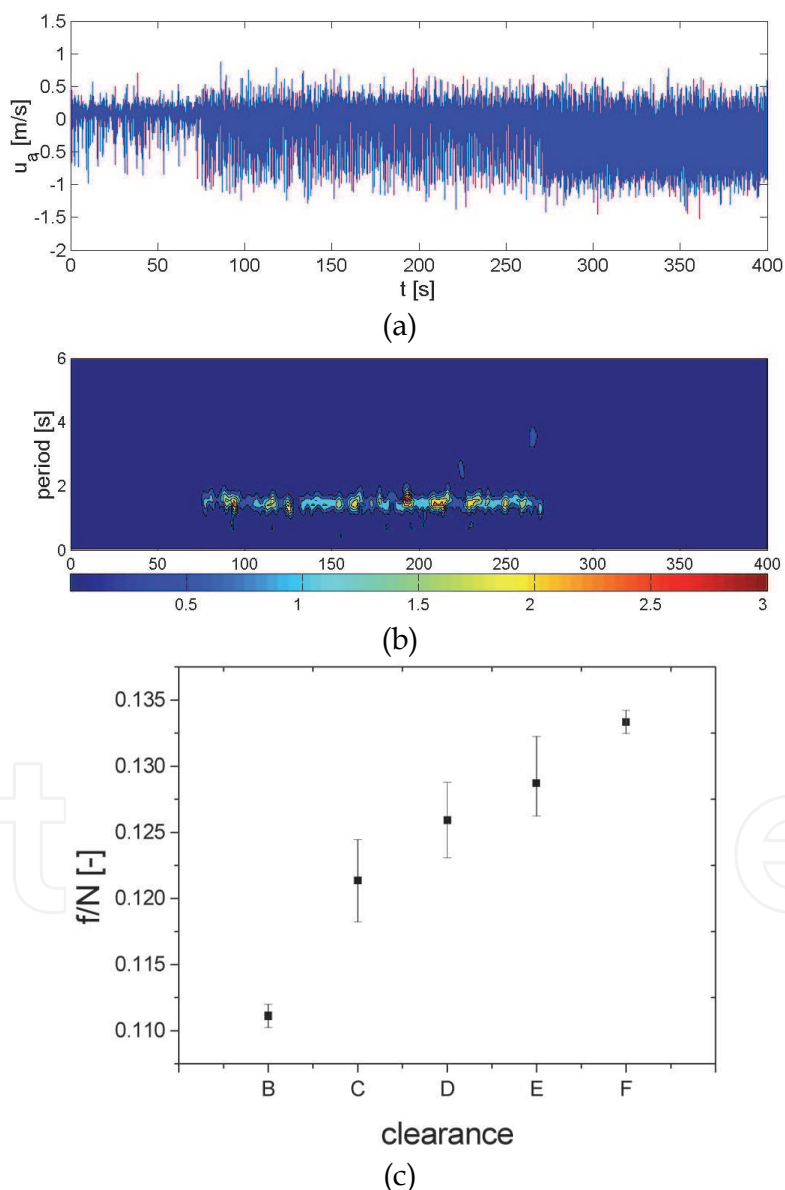 1.5
1
0.5
0
-0.5
-1
-1.5
-2
u_a [m/s]
0 50 100 150 200 250 300 350 400
t [s]
(a)
6
4
2
0
period [s]
0 50 100 150 200 250 300 350 400
0.5 1 1.5 2 2.5 3
(b)
0.135
0.130
0.125
0.120
0.115
0.110
f/N [-]
B C D E F
clearance
(c)
t e